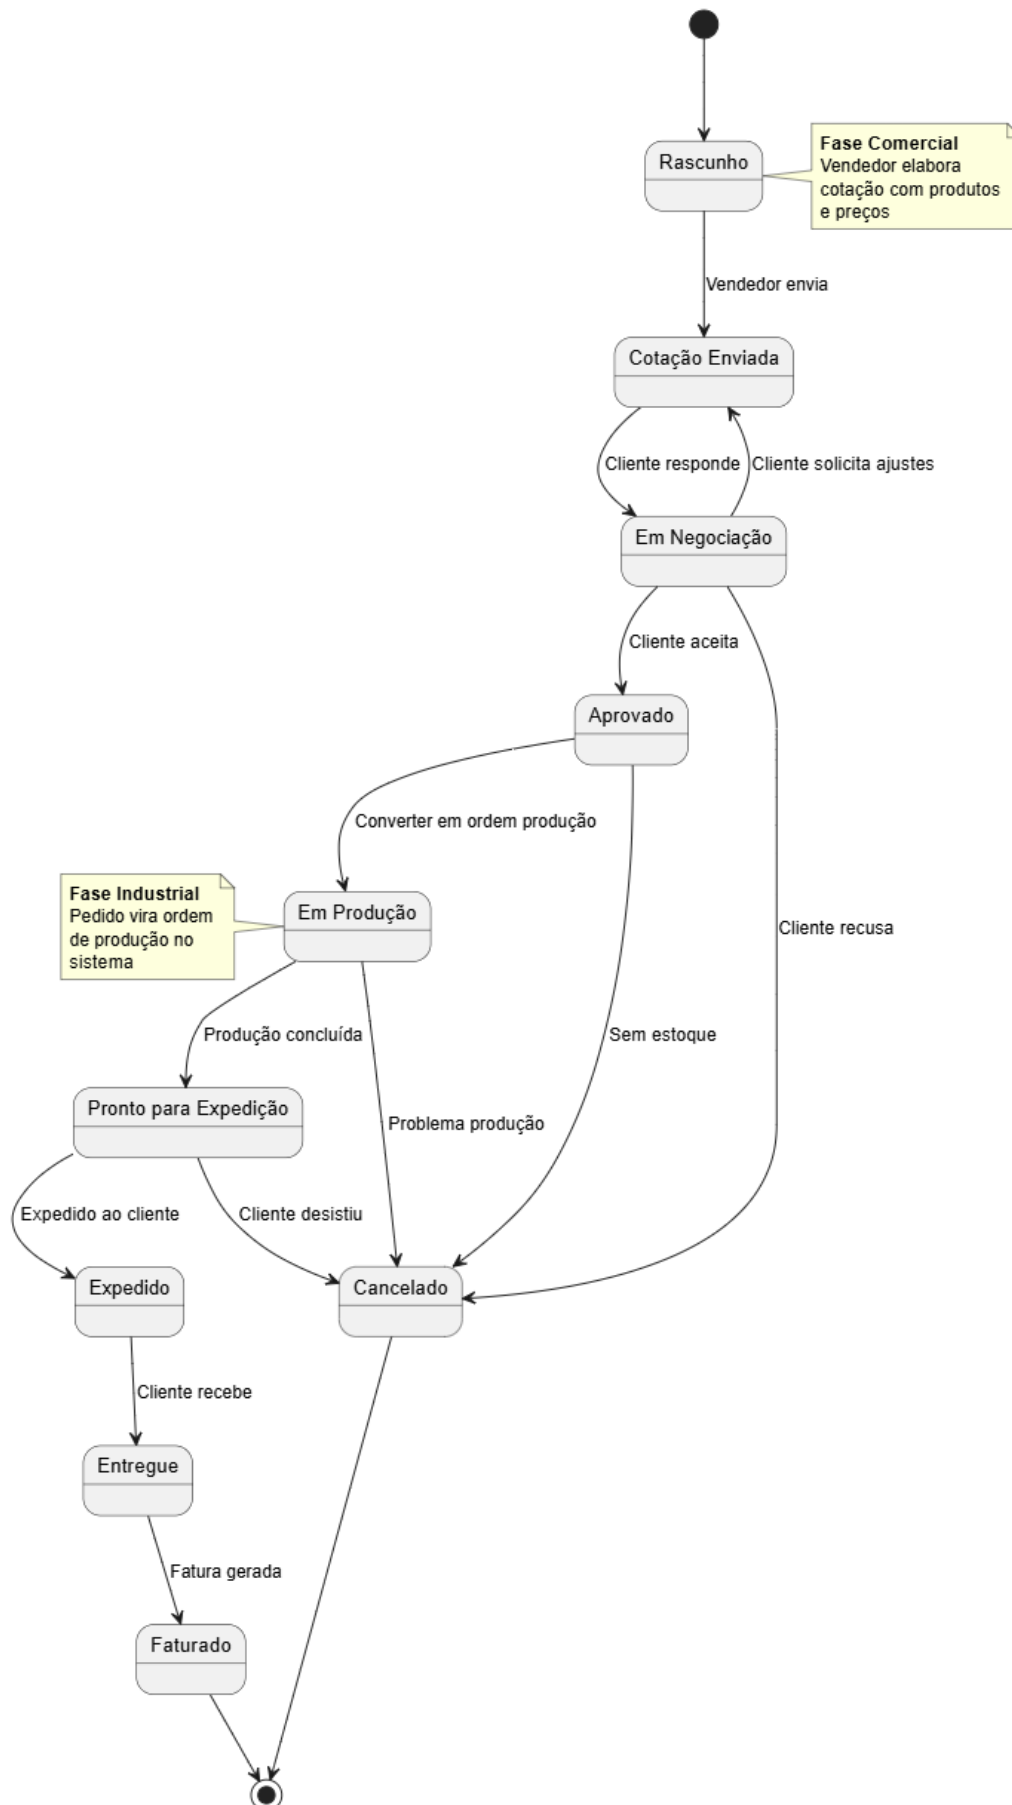 Rascunho
Fase Comercial
Vendedor elabora
cotação com produtos
e preços
Vendedor envia
Cotação Enviada
Cliente responde
Cliente solicita ajustes
Em Negociação
Cliente aceita
Aprovado
Converter em ordem produção
Fase Industrial
Pedido vira ordem
de produção no
sistema
Em Produção
Cliente recusa
Produção concluída
Sem estoque
Pronto para Expedição
Problema produção
Expedido ao cliente
Cliente desistiu
Expedido
Cancelado
Cliente recebe
Entregue
Fatura gerada
Faturado